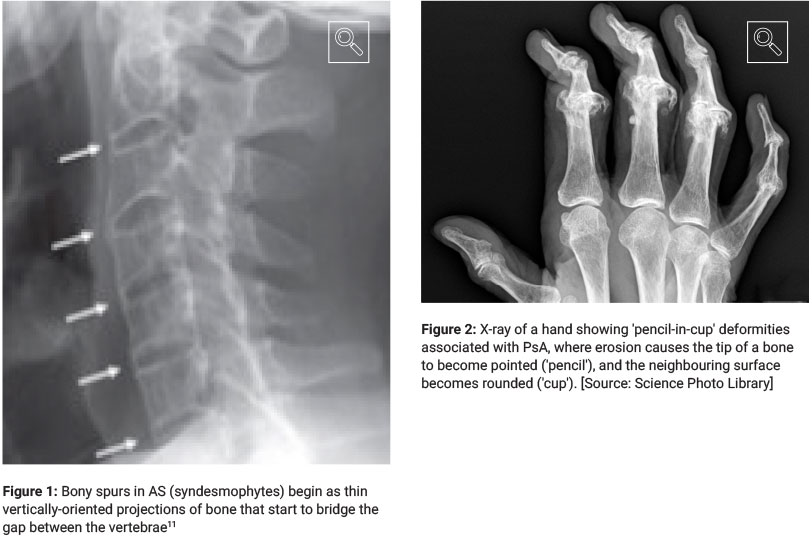 Figure 1: Bony spurs in AS (syndesmophytes) begin as thin
vertically-oriented projections of bone that start to bridge the
gap between the vertebrae¹¹
Figure 2: X-ray of a hand showing 'pencil-in-cup' deformities
associated with PsA, where erosion causes the tip of a bone
to become pointed ('pencil'), and the neighbouring surface
becomes rounded ('cup'). [Source: Science Photo Library]